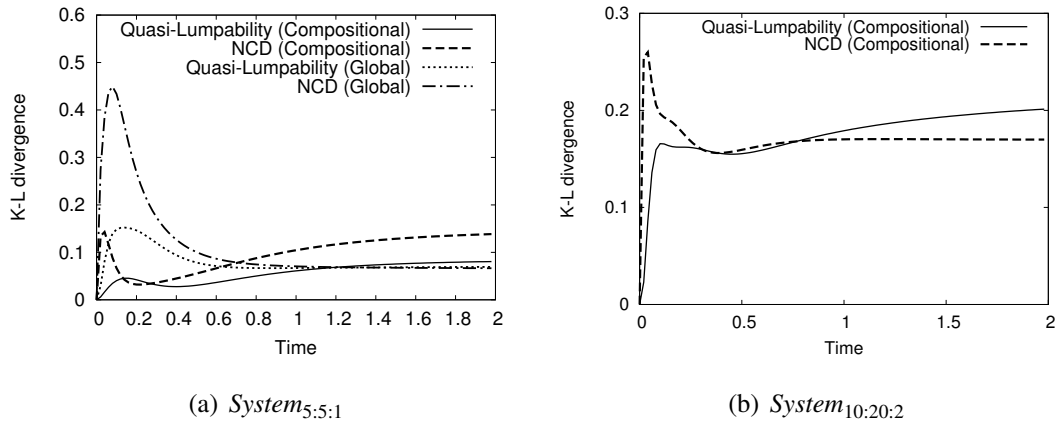 0.6
0.5
0.4
0.3
0.2
0.1
0
K-L divergence
Quasi-Lumpability (Compositional)
NCD (Compositional)
Quasi-Lumpability (Global)
NCD (Global)
0 0.2 0.4 0.6 0.8 1 1.2 1.4 1.6 1.8 2
Time
(a) System5:5:1
0.3
0.2
0.1
0
K-L divergence
Quasi-Lumpability (Compositional)
NCD (Compositional)
0 0.5 1 1.5 2
Time
(b) System10:20:2